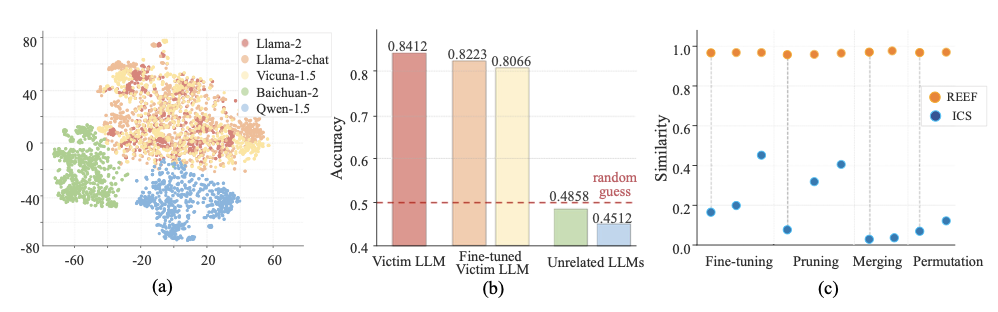 80
40
0
-40
-80
-60
-20
20
60
Llama-2
Llama-2-chat
Vicuna-1.5
Baichuan-2
Qwen-1.5
(a)
Accuracy
0.8
0.7
0.6
0.5
0.4
0.8412
0.8223
0.8066
0.4858
0.4512
random
guess
Victim LLM
Fine-tuned
Victim LLM
Unrelated LLMs
(b)
Similarity
1.0
0.8
0.6
0.4
0.2
0.0
REEF
ICS
Fine-tuning
Pruning
Merging
Permutation
(c)